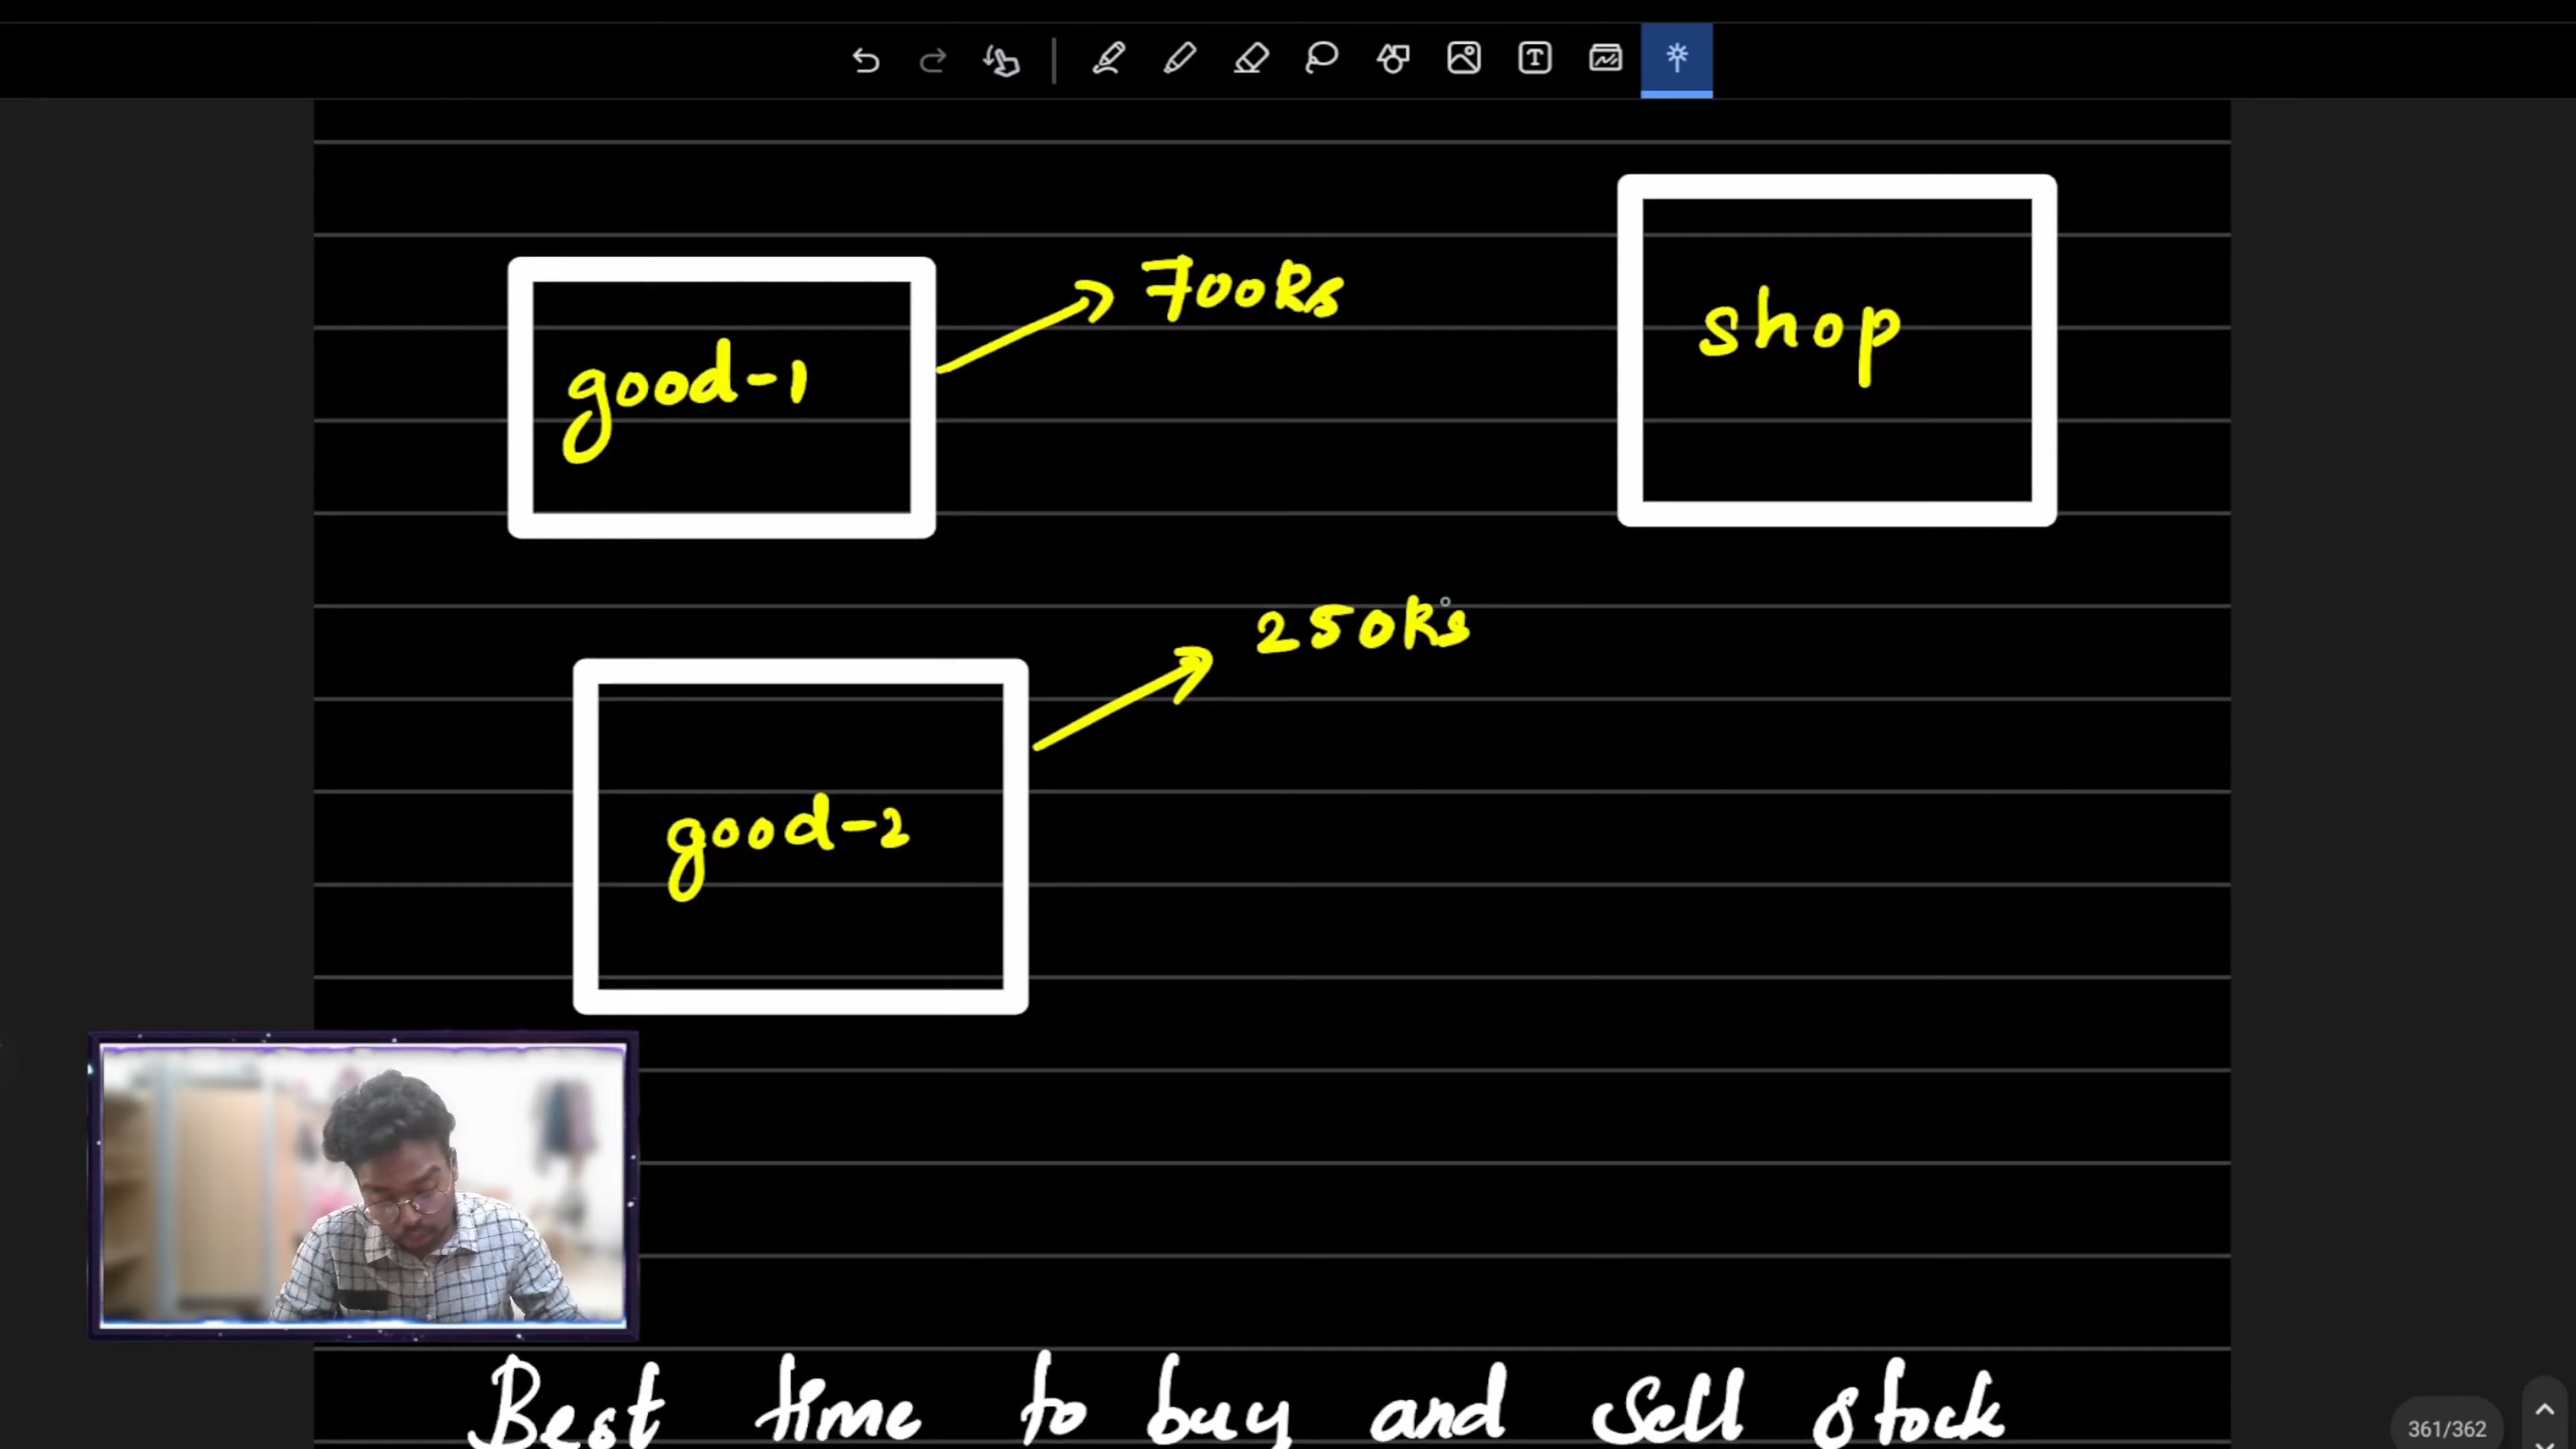 700Rs
shop
good-1
250Rs
good-2
Best time to buy and sell stock
361/362